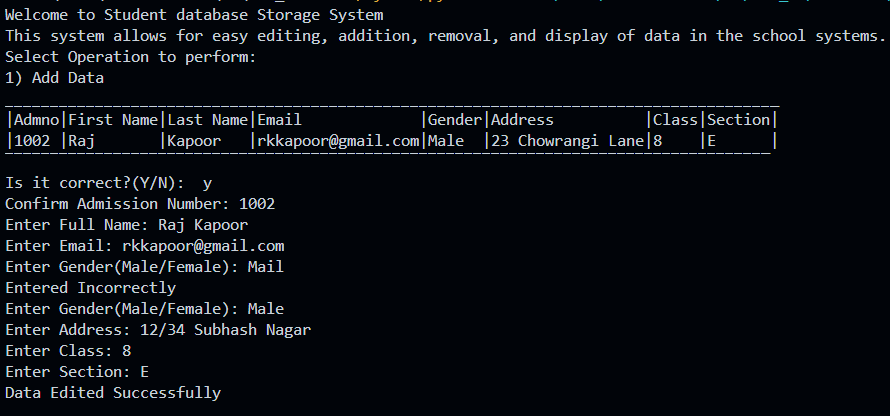 Welcome to Student database Storage System
This system allows for easy editing, addition, removal, and display of data in the school systems.
Select Operation to perform:
1) Add Data
|Admno|First Name|Last Name|Email             |Gender|Address          |Class|Section|
|1002 |Raj       |Kapoor   |rkkapoor@gmail.com|Male  |23 Chowrangi Lane|8    |E      |
Is it correct?(Y/N):  y
Confirm Admission Number: 1002
Enter Full Name: Raj Kapoor
Enter Email: rkkapoor@gmail.com
Enter Gender(Male/Female): Mail
Entered Incorrectly
Enter Gender(Male/Female): Male
Enter Address: 12/34 Subhash Nagar
Enter Class: 8
Enter Section: E
Data Edited Successfully